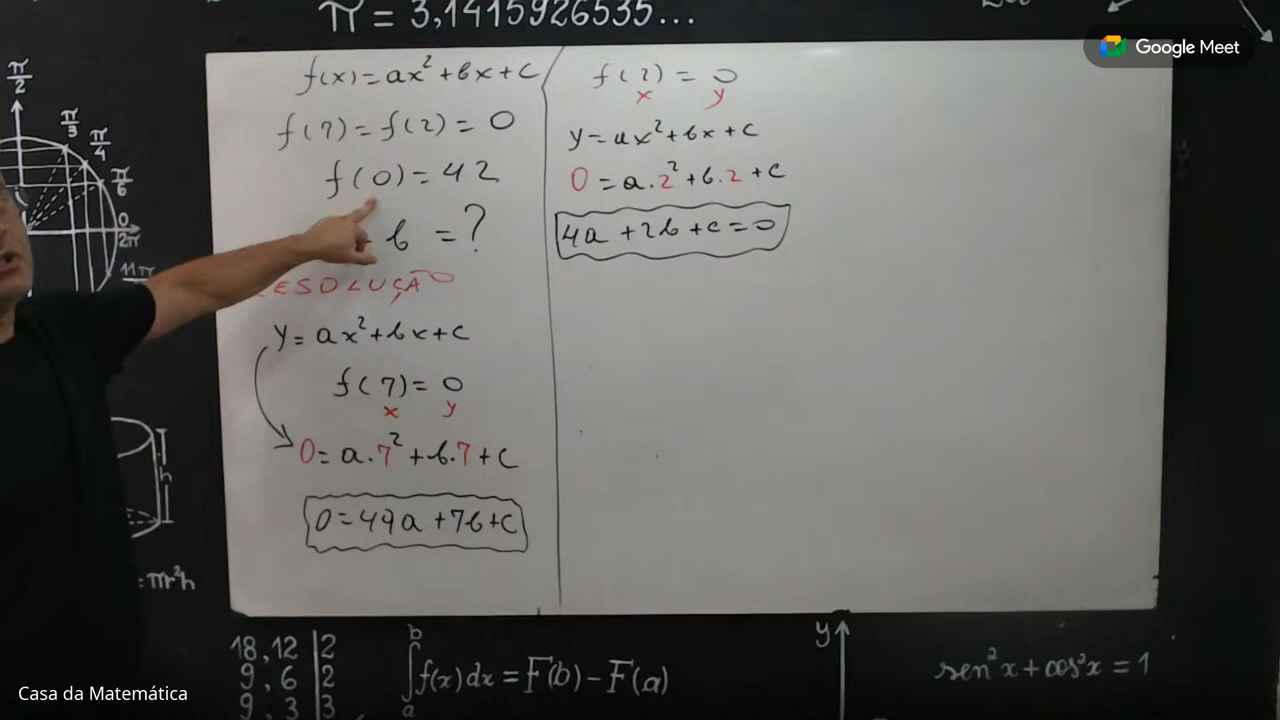 π = 3,1415926535...
Google Meet
π/2
π/3
π/4
π/6
0
2π
11π
f(x)=ax²+bx+c
f(7)=f(2)=0
f(0)=42
- b =?
RESOLUÇÃO
y=ax²+bx+c
f(7)=0
x y
0=a.7²+b.7+c
0=49a+7b+c
f(2)=0
x y
y=ax²+bx+c
0=a.2²+b.2+c
4a+2b+c=0
h
=πr²h
18,12|2
9, 6|2
9, 3|3
b
∫f(x)dx=F(b)-F(a)
a
y
sen²x+cos²x=1
Casa da Matemática